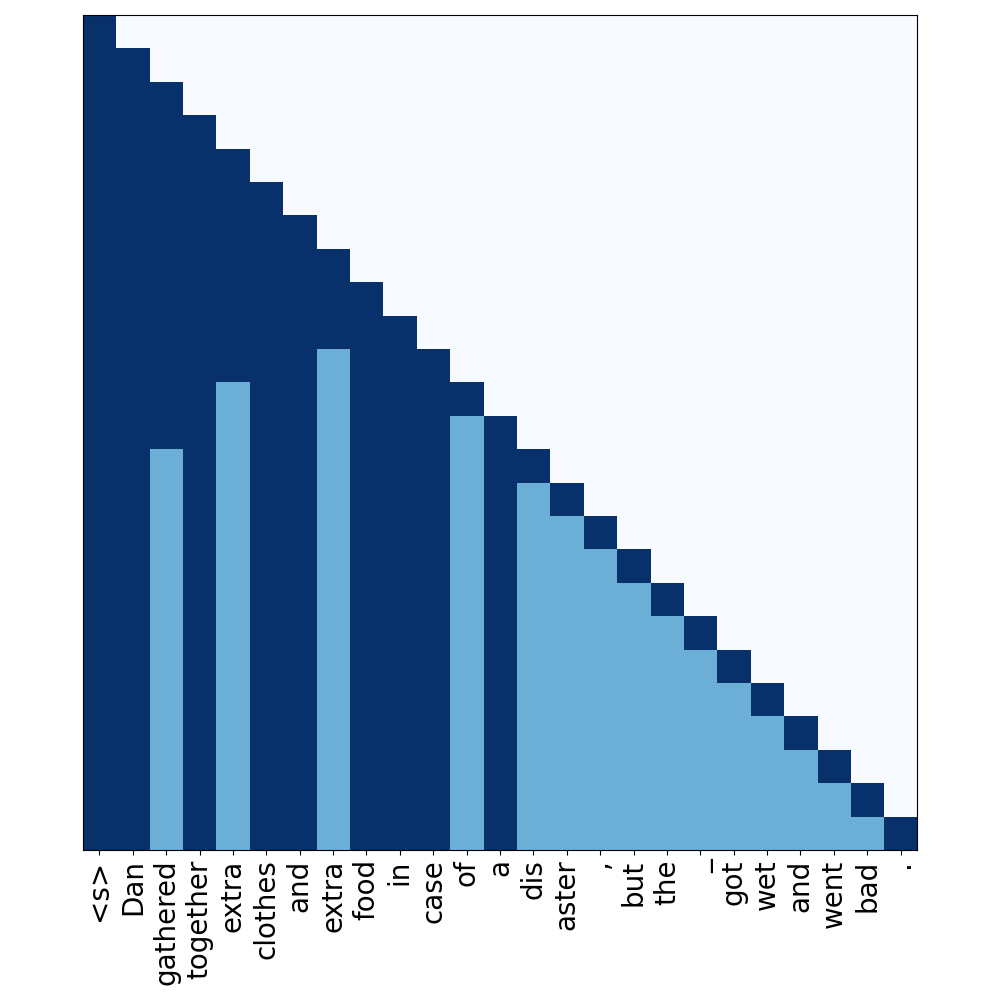 <s> Dan gathered together extra clothes and extra food in case of a dis aster , but the _ got wet and went bad .